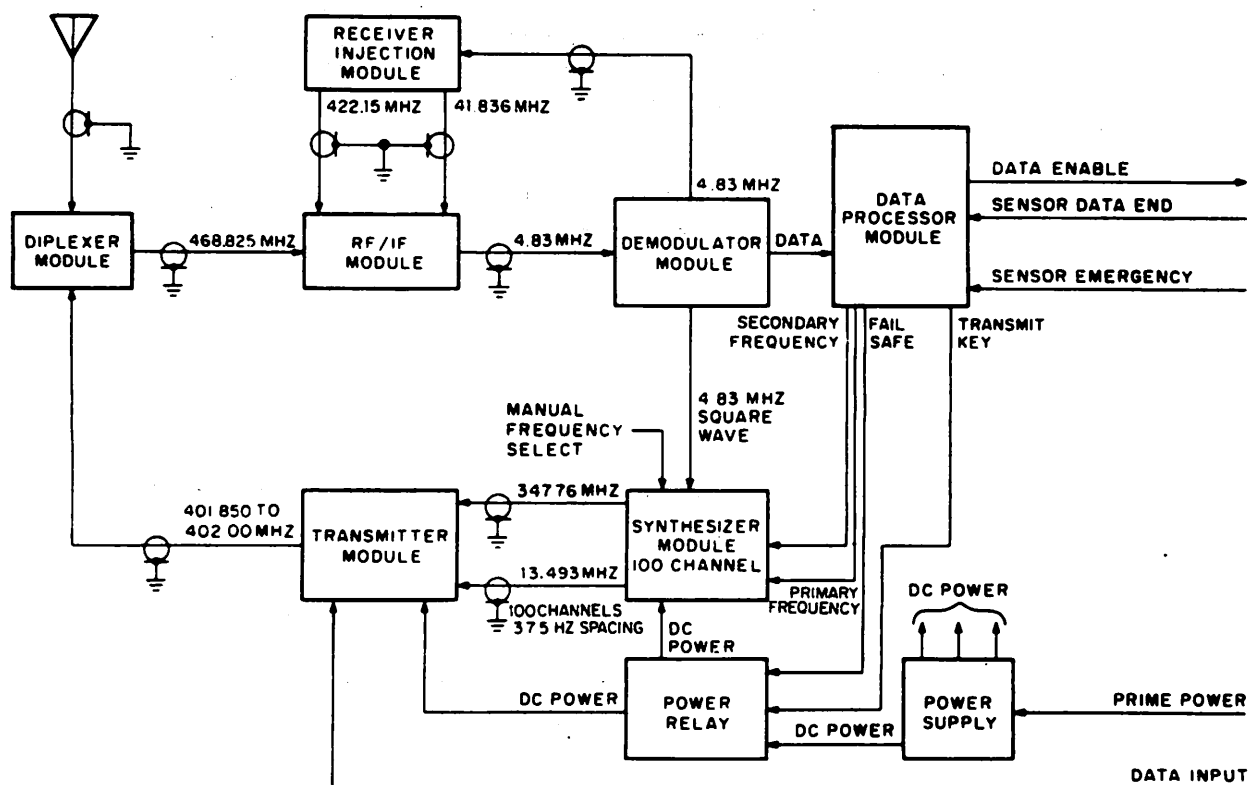 RECEIVER
INJECTION
MODULE
422.15 MHZ
41.836 MHZ
4.83 MHZ
DATA
PROCESSOR
MODULE
DATA ENABLE
SENSOR DATA END
SENSOR EMERGENCY
DIPLEXER
MODULE
468.825 MHZ
RF/IF
MODULE
4.83 MHZ
DEMODULATOR
MODULE
DATA
SECONDARY
FREQUENCY
FAIL
SAFE
TRANSMIT
KEY
4 83 MHZ
SQUARE
WAVE
MANUAL
FREQUENCY
SELECT
401 850 TO
402 00 MHZ
TRANSMITTER
MODULE
347 76 MHZ
13.493 MHZ
100 CHANNELS
375 HZ SPACING
SYNTHESIZER
MODULE
100 CHANNEL
PRIMARY
FREQUENCY
DC
POWER
DC POWER
DC POWER
POWER
RELAY
DC POWER
POWER
SUPPLY
PRIME POWER
DATA INPUT